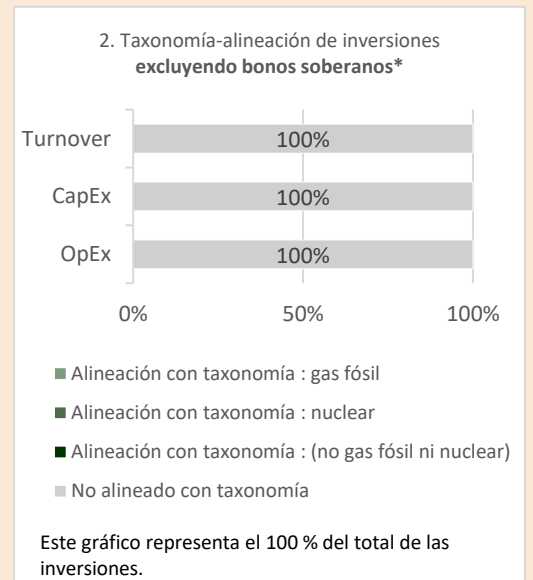 2. Taxonomía-alineación de inversiones
excluyendo bonos soberanos*
Turnover 100%
CapEx 100%
OpEx 100%
0% 50% 100%
Alineación con taxonomía : gas fósil
Alineación con taxonomía : nuclear
Alineación con taxonomía : (no gas fósil ni nuclear)
No alineado con taxonomía
Este gráfico representa el 100 % del total de las
inversiones.